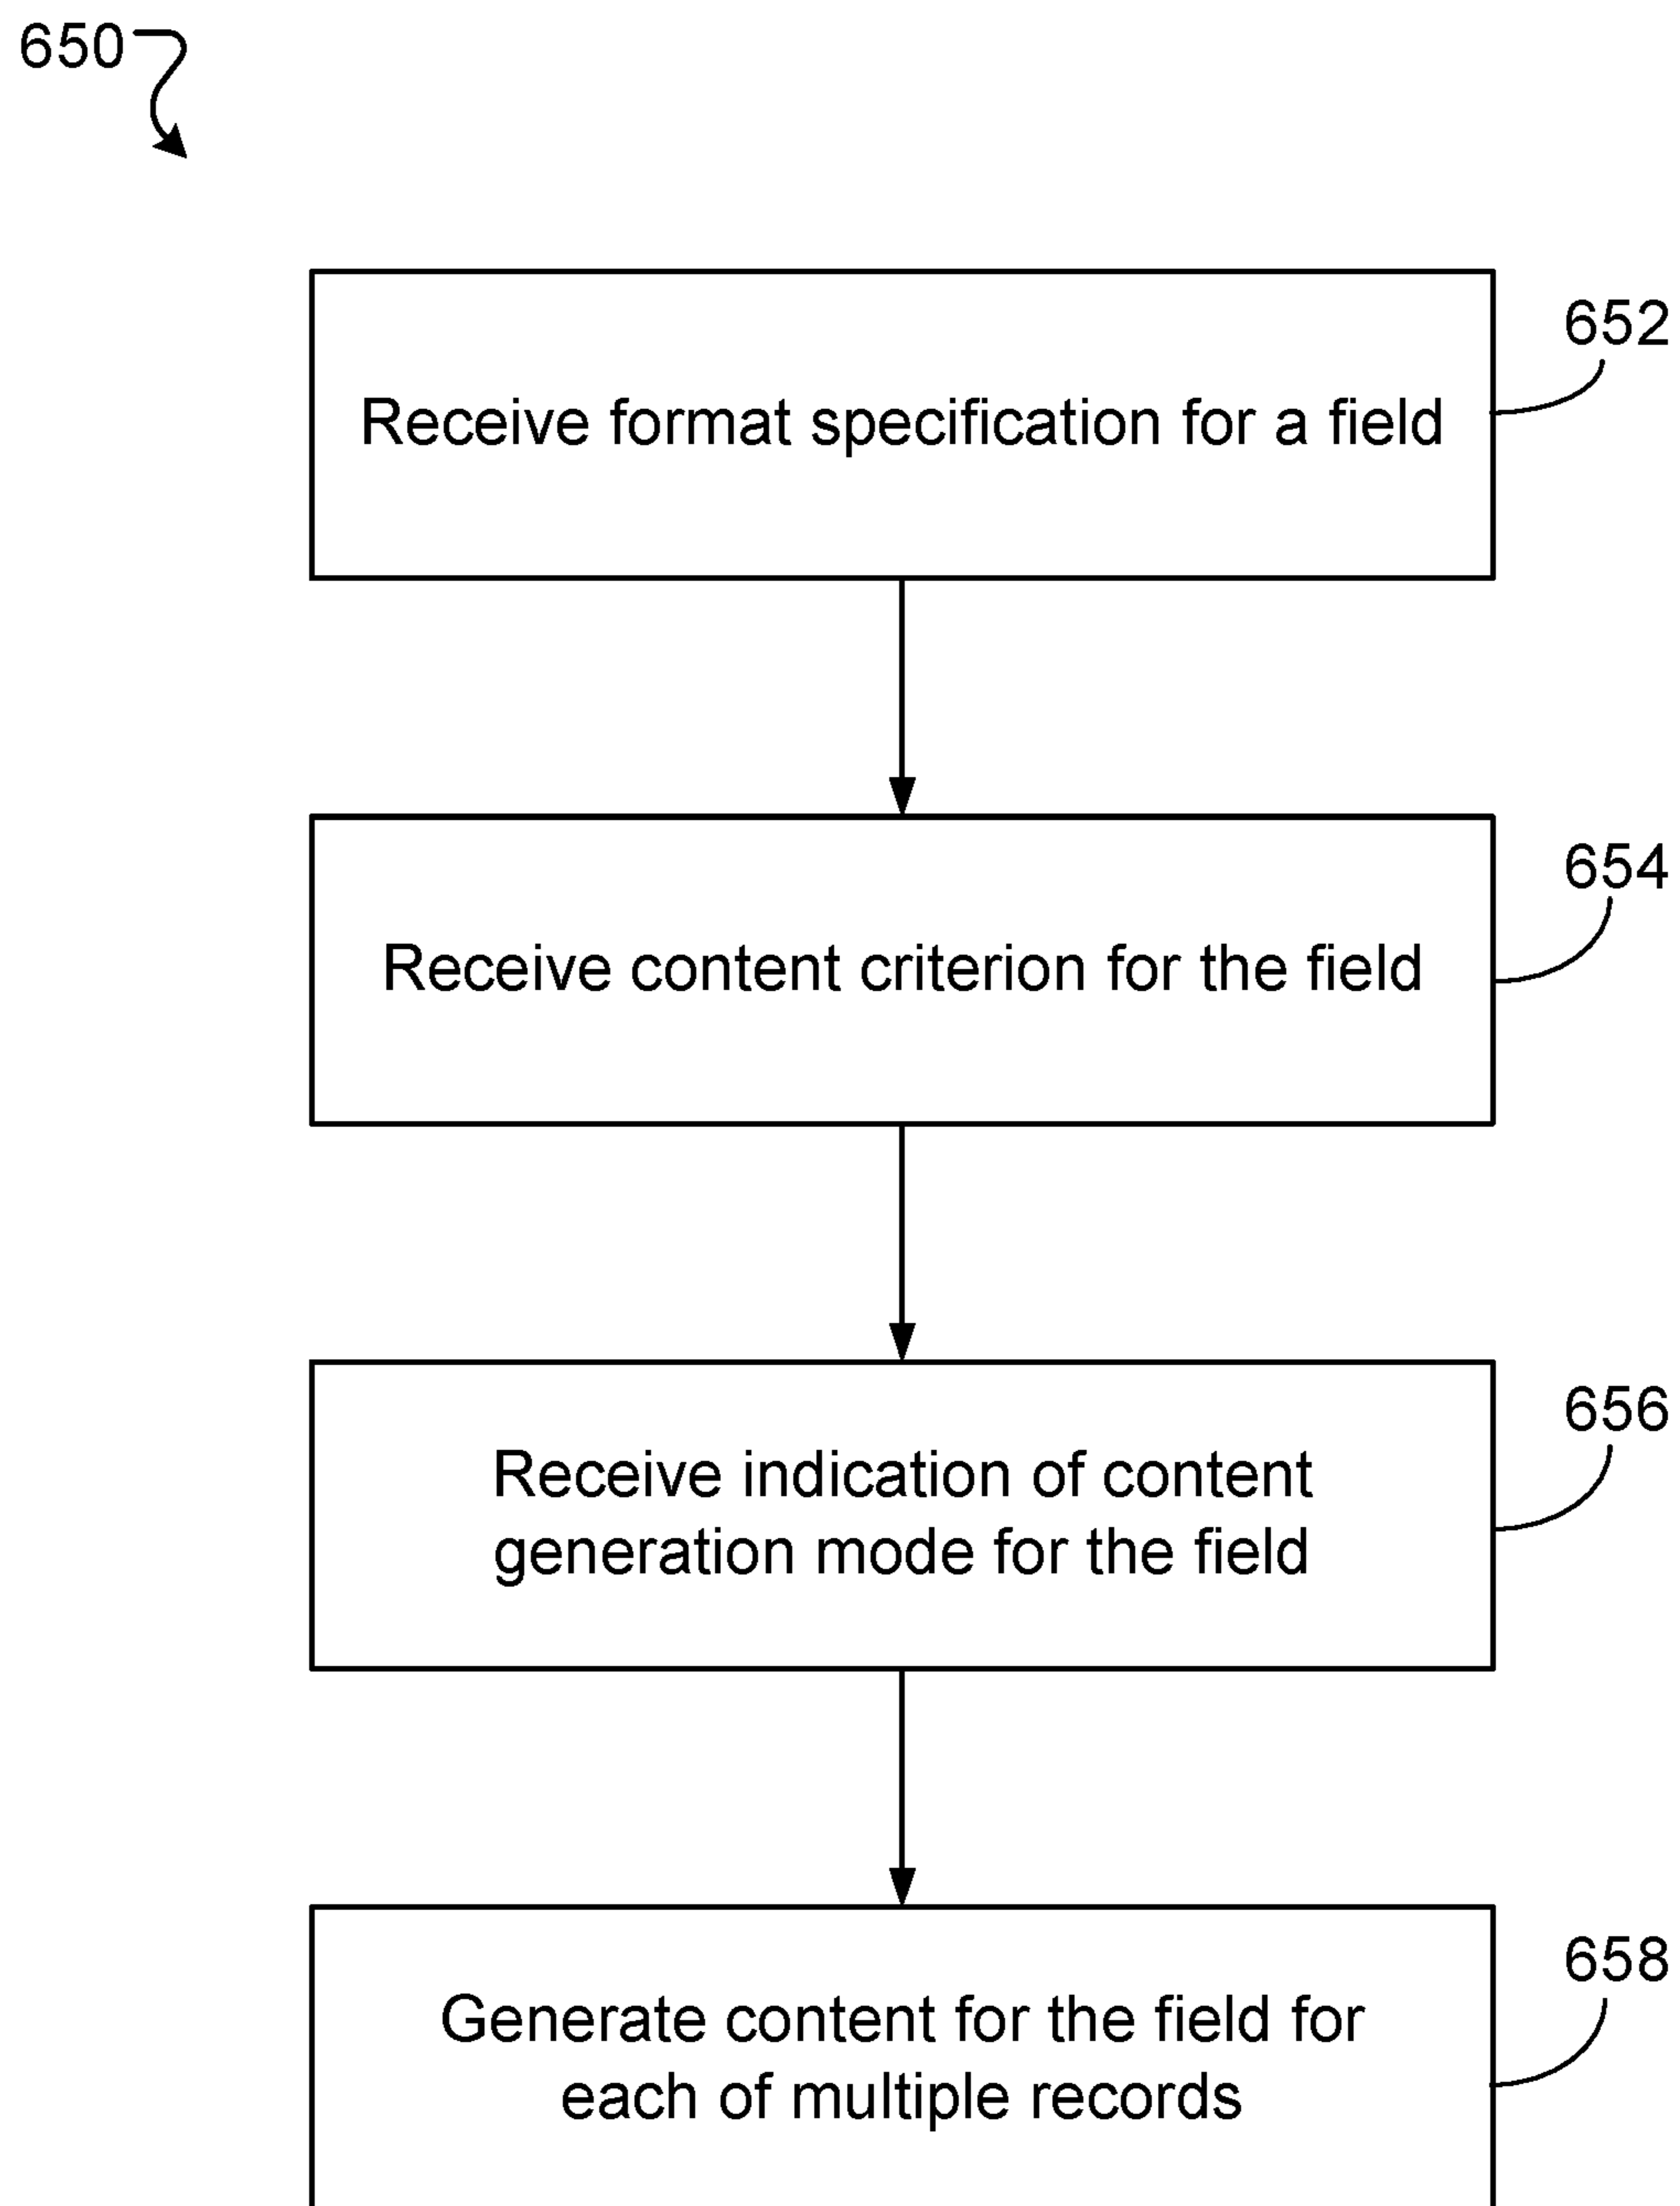 650
652
Receive format specification for a field
654
Receive content criterion for the field
656
Receive indication of content
generation mode for the field
658
Generate content for the field for
each of multiple records